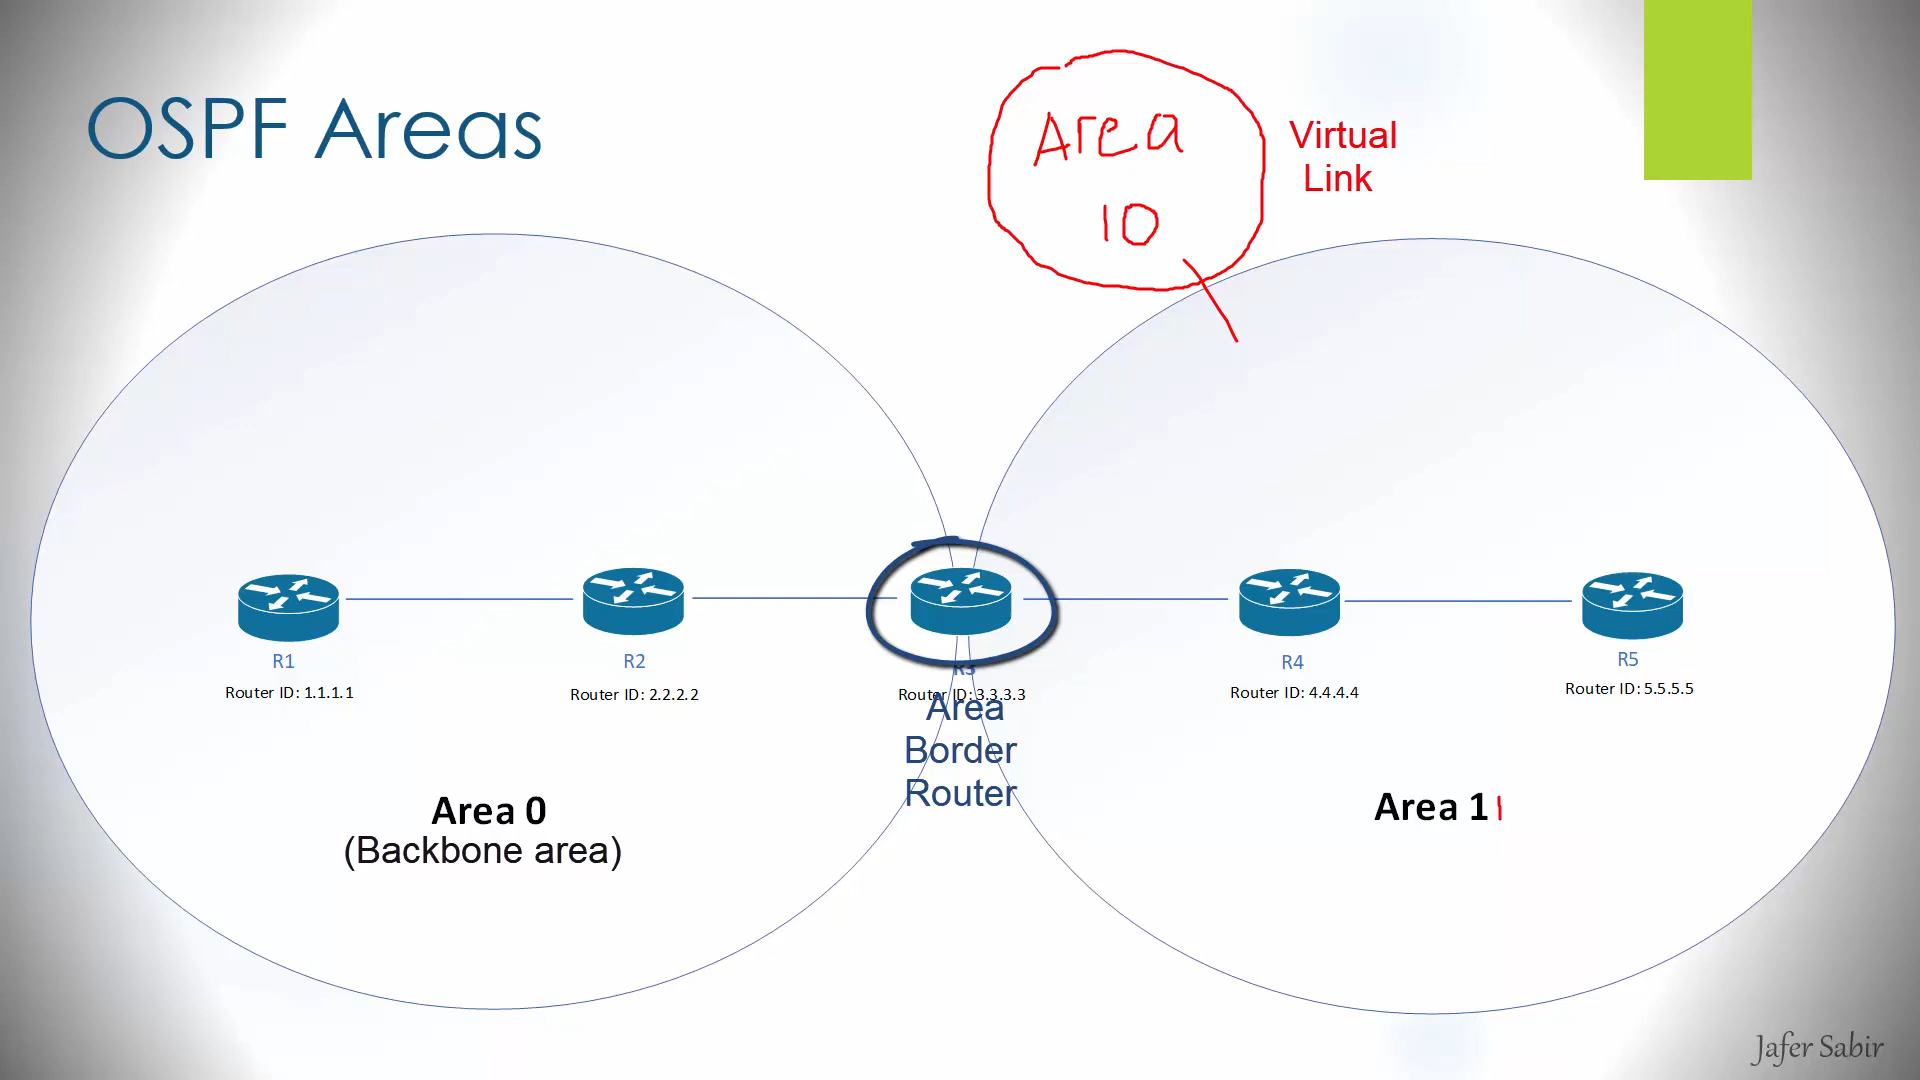 OSPF Areas
Area
10
Virtual
Link
R1
Router ID: 1.1.1.1
R2
Router ID: 2.2.2.2
R3
Router ID: 3.3.3.3
Area
Border
Router
R4
Router ID: 4.4.4.4
R5
Router ID: 5.5.5.5
Area 0
(Backbone area)
Area 11
Jafer Sabir